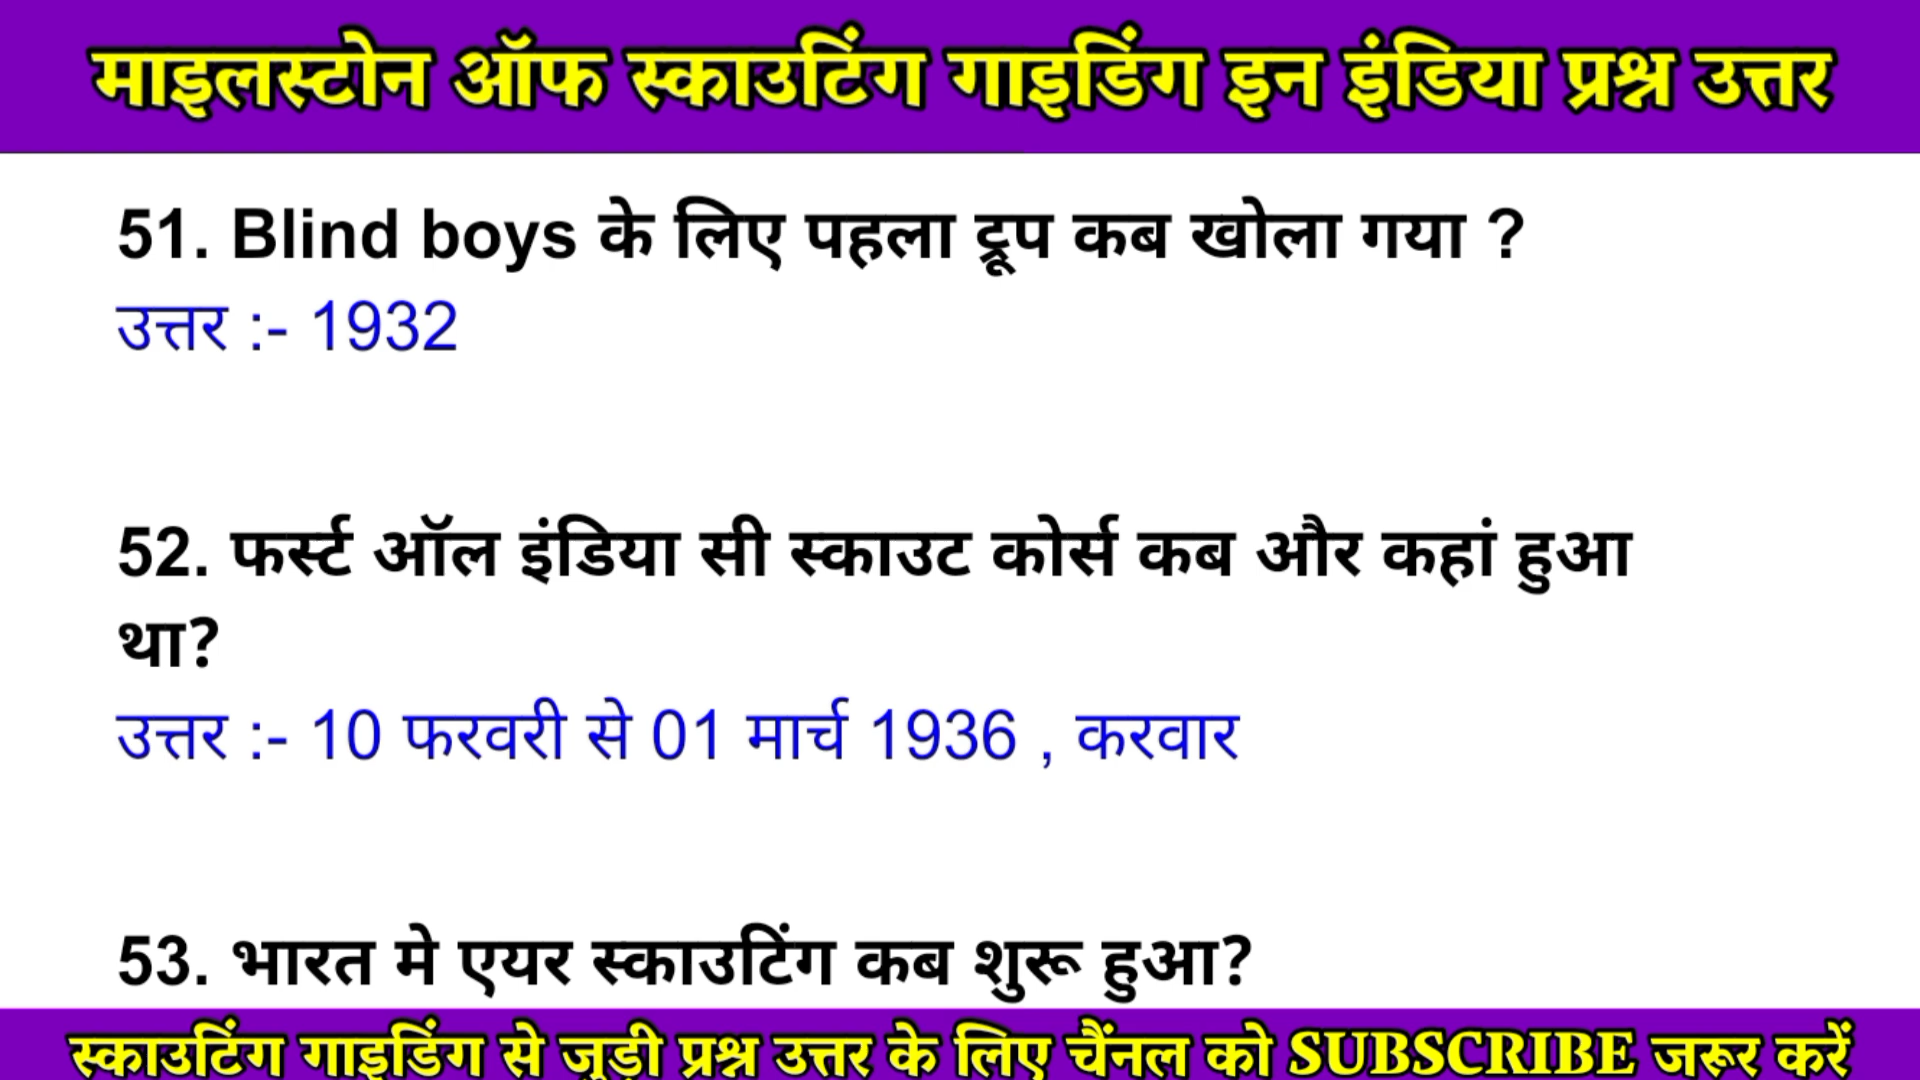 माइलस्टोन ऑफ स्काउटिंग गाइडिंग इन इंडिया प्रश्न उत्तर
51. Blind boys के लिए पहला ट्रूप कब खोला गया ?
उत्तर :- 1932
52. फर्स्ट ऑल इंडिया सी स्काउट कोर्स कब और कहां हुआ
था?
उत्तर :- 10 फरवरी से 01 मार्च 1936 , करवार
53. भारत मे एयर स्काउटिंग कब शुरू हुआ?
स्काउटिंग गाइडिंग से जुड़ी प्रश्न उत्तर के लिए चैंनल को SUBSCRIBE जरूर करें